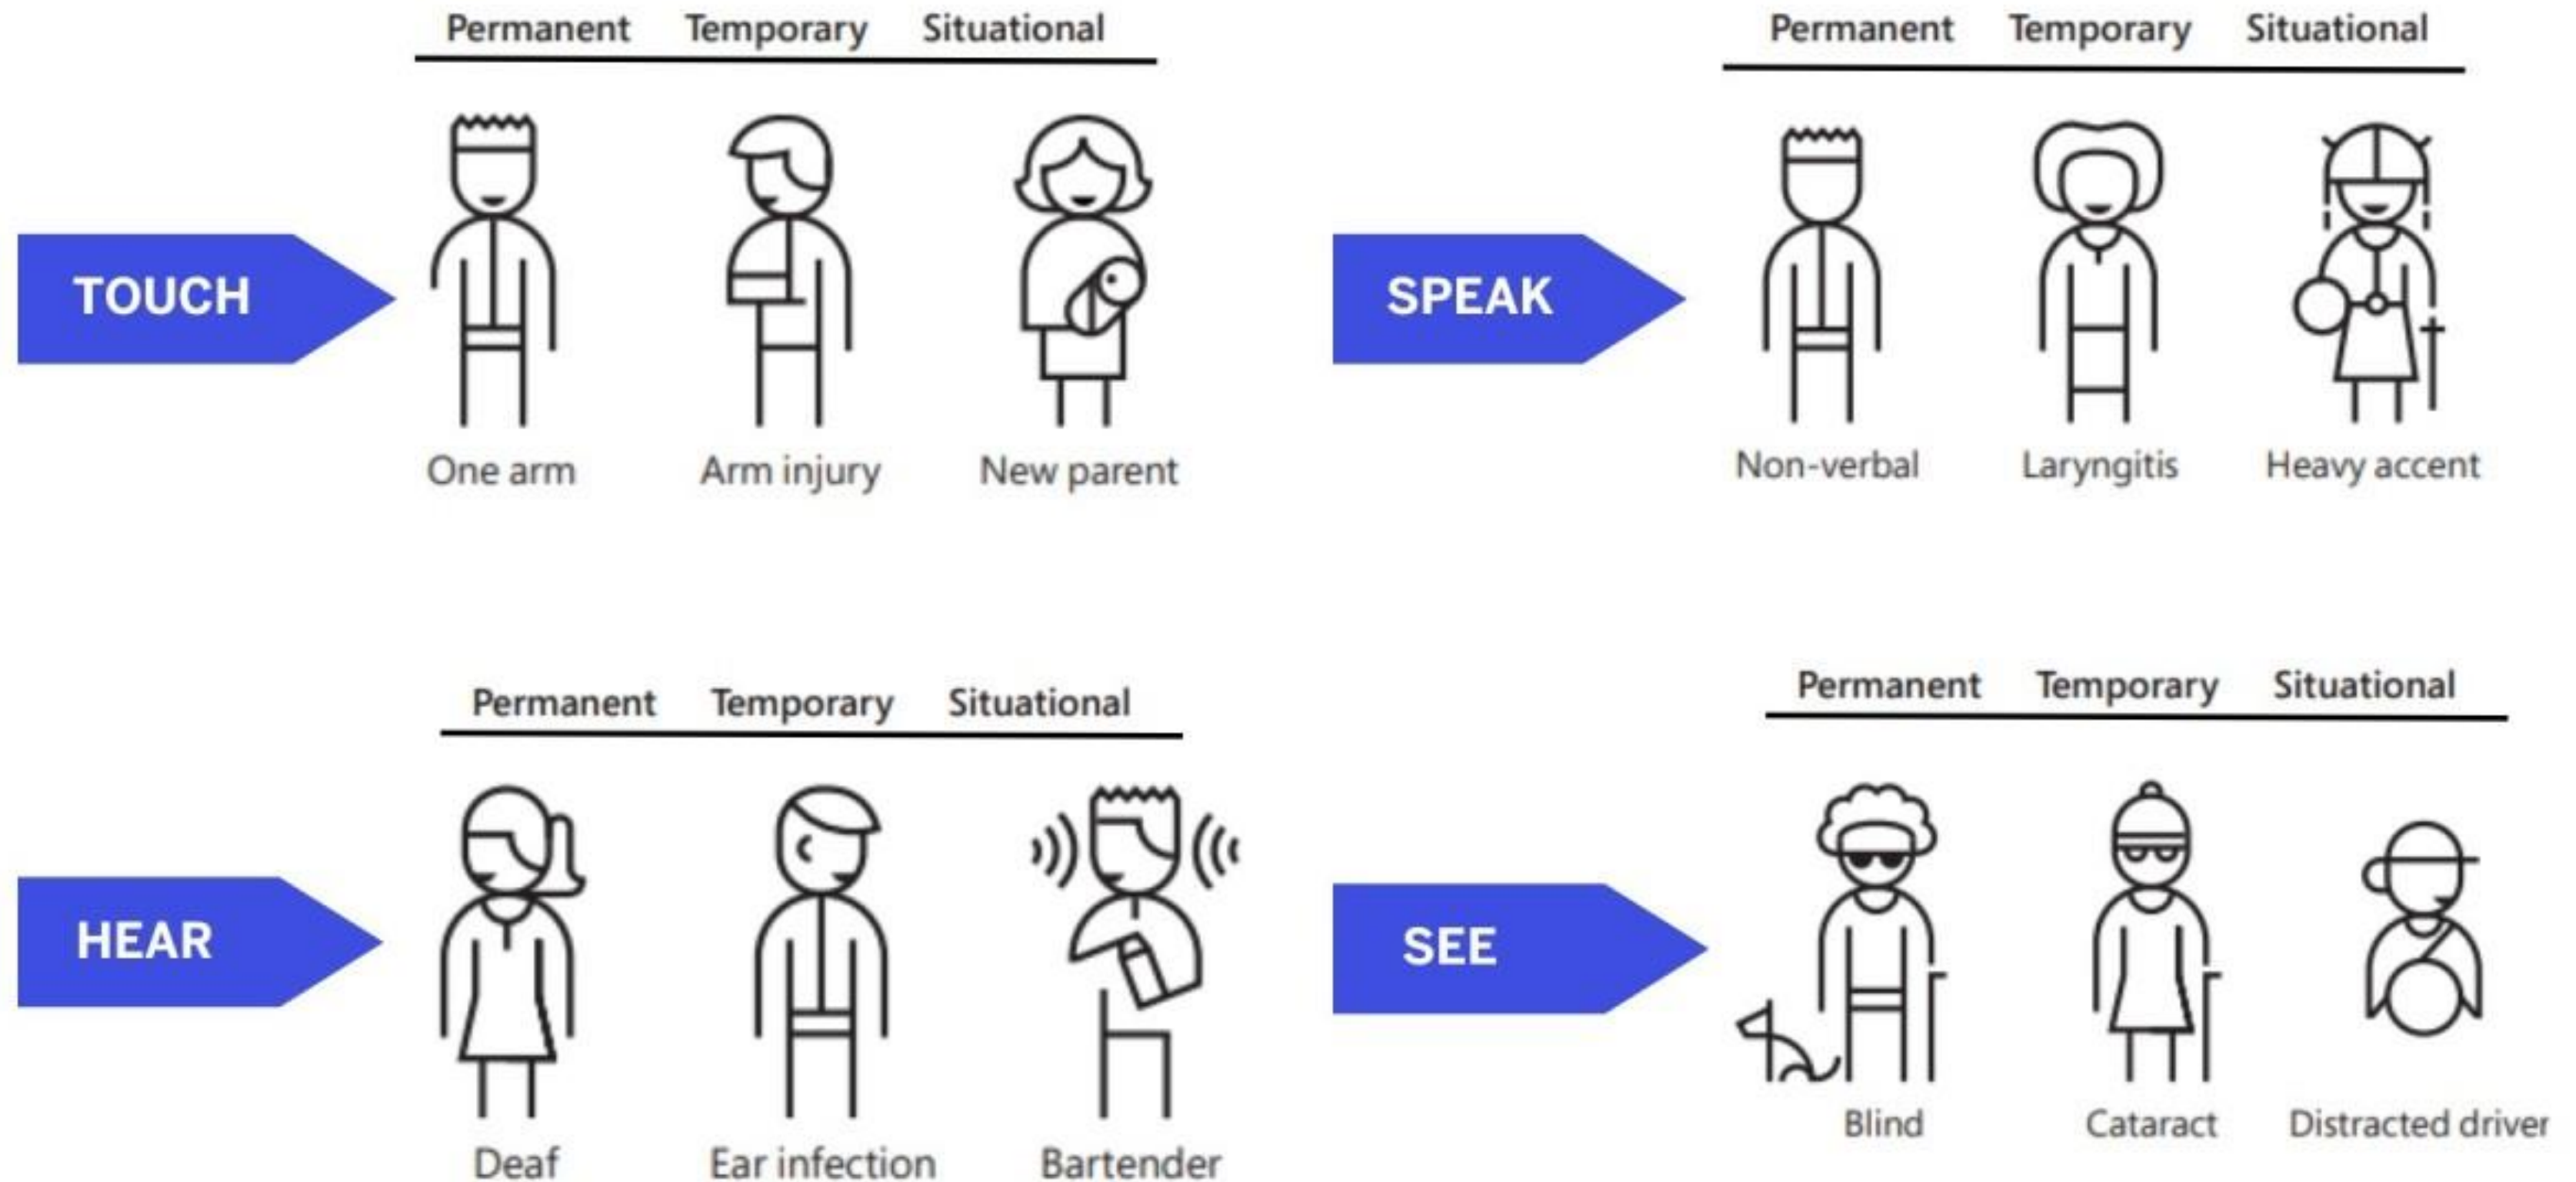 Permanent Temporary Situational
TOUCH
One arm Arm injury New parent
Permanent Temporary Situational
SPEAK
Non-verbal Laryngitis Heavy accent
Permanent Temporary Situational
HEAR
Deaf Ear infection Bartender
Permanent Temporary Situational
SEE
Blind Cataract Distracted driver